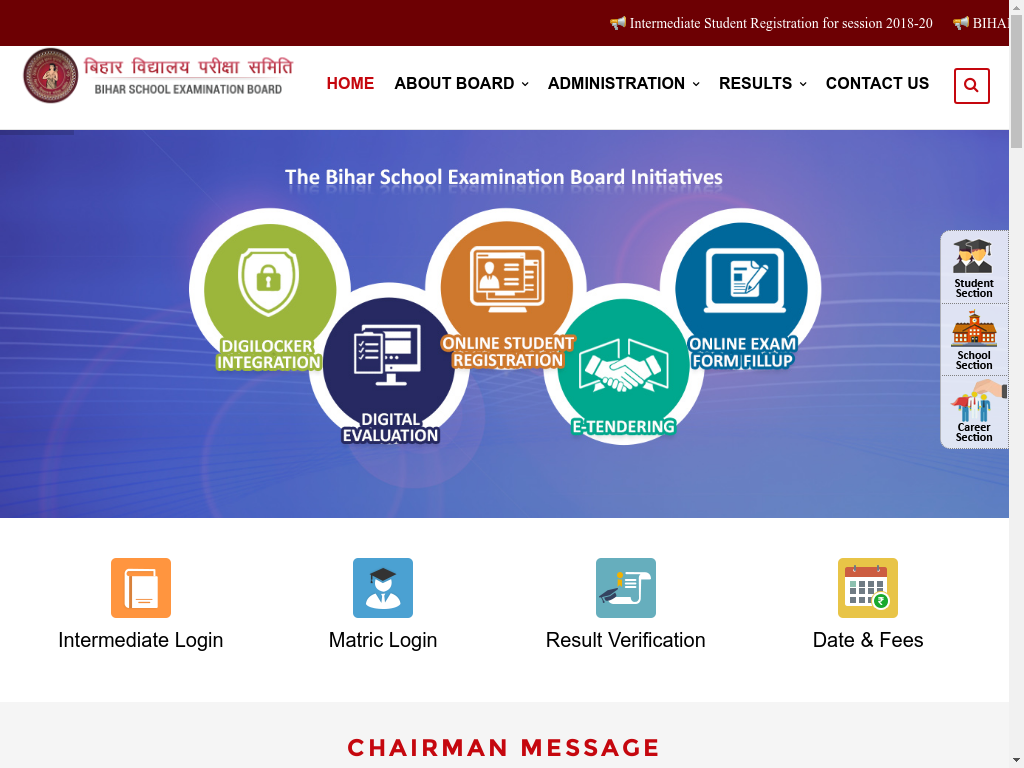 Intermediate Student Registration for session 2018-20
बिहार विद्यालय परीक्षा समिति
BIHAR SCHOOL EXAMINATION BOARD
HOME ABOUT BOARD ADMINISTRATION RESULTS CONTACT US
The Bihar School Examination Board Initiatives
DIGILOCKER
INTEGRATION
DIGITAL
EVALUATION
ONLINE STUDENT
REGISTRATION
E-TENDERING
ONLINE EXAM
FORM FILLUP
Student
Section
School
Section
Career
Section
Intermediate Login
Matric Login
Result Verification
Date & Fees
CHAIRMAN MESSAGE